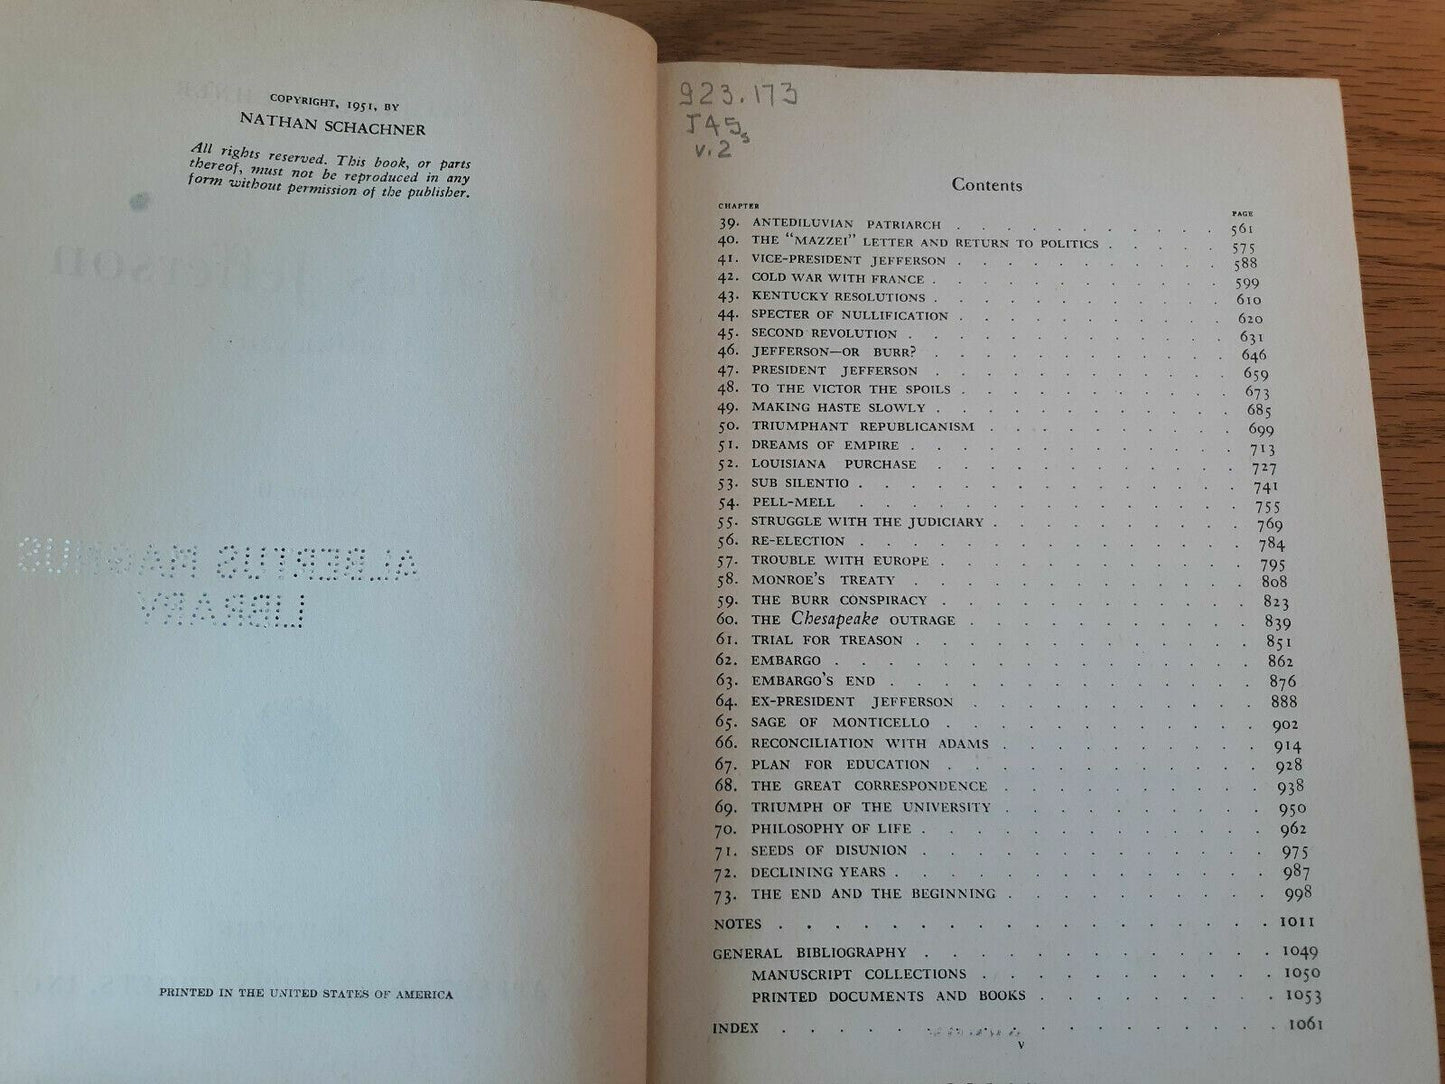 COPYRIGHT, 1951, BY
NATHAN SCHACHNER
All rights reserved. This book, or parts
thereof, must not be reproduced in any
form without permission of the publisher.
ALBERTUS MAGNUS
LIBRARY
PRINTED IN THE UNITED STATES OF AMERICA
923.173
J45s
v.2
Contents
CHAPTER PAGE
39. ANTEDILUVIAN PATRIARCH . . . . . . . . . . 561
40. THE "MAZZEI" LETTER AND RETURN TO POLITICS . . . . 575
41. VICE-PRESIDENT JEFFERSON . . . . . . . . . . 588
42. COLD WAR WITH FRANCE . . . . . . . . . . . 599
43. KENTUCKY RESOLUTIONS . . . . . . . . . . . 610
44. SPECTER OF NULLIFICATION . . . . . . . . . . 620
45. SECOND REVOLUTION . . . . . . . . . . . . 631
46. JEFFERSON—OR BURR? . . . . . . . . . . . 646
47. PRESIDENT JEFFERSON . . . . . . . . . . . 659
48. TO THE VICTOR THE SPOILS . . . . . . . . . . 673
49. MAKING HASTE SLOWLY . . . . . . . . . . . 685
50. TRIUMPHANT REPUBLICANISM . . . . . . . . . 699
51. DREAMS OF EMPIRE . . . . . . . . . . . . 713
52. LOUISIANA PURCHASE . . . . . . . . . . . 727
53. SUB SILENTIO . . . . . . . . . . . . . . 741
54. PELL-MELL . . . . . . . . . . . . . . 755
55. STRUGGLE WITH THE JUDICIARY . . . . . . . . . 769
56. RE-ELECTION . . . . . . . . . . . . . . 784
57. TROUBLE WITH EUROPE . . . . . . . . . . . 795
58. MONROE'S TREATY . . . . . . . . . . . . 808
59. THE BURR CONSPIRACY . . . . . . . . . . . 823
60. THE Chesapeake OUTRAGE . . . . . . . . . . 839
61. TRIAL FOR TREASON . . . . . . . . . . . . 851
62. EMBARGO . . . . . . . . . . . . . . . 862
63. EMBARGO'S END . . . . . . . . . . . . . 876
64. EX-PRESIDENT JEFFERSON . . . . . . . . . . 888
65. SAGE OF MONTICELLO . . . . . . . . . . . 902
66. RECONCILIATION WITH ADAMS . . . . . . . . . 914
67. PLAN FOR EDUCATION . . . . . . . . . . . 928
68. THE GREAT CORRESPONDENCE . . . . . . . . . 938
69. TRIUMPH OF THE UNIVERSITY . . . . . . . . . 950
70. PHILOSOPHY OF LIFE . . . . . . . . . . . . 962
71. SEEDS OF DISUNION . . . . . . . . . . . . 975
72. DECLINING YEARS . . . . . . . . . . . . . 987
73. THE END AND THE BEGINNING . . . . . . . . . 998
NOTES . . . . . . . . . . . . . . . . . 1011
GENERAL BIBLIOGRAPHY . . . . . . . . . . . . 1049
MANUSCRIPT COLLECTIONS . . . . . . . . . . 1050
PRINTED DOCUMENTS AND BOOKS . . . . . . . . 1053
INDEX . . . . . . . . . . . . . . . . . 1061
v